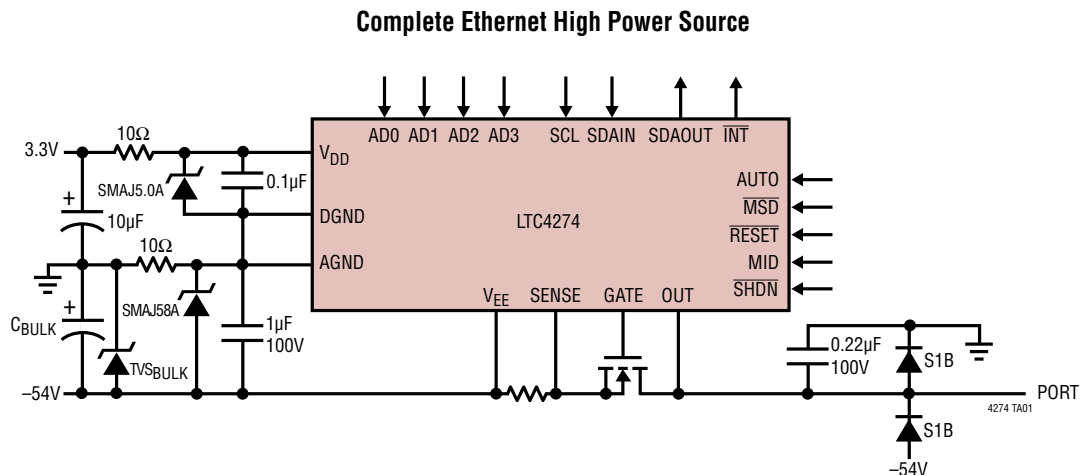 Complete Ethernet High Power Source
AD0 AD1 AD2 AD3 SCL SDAIN SDAOUT INT
3.3V
10Ω
VDD
SMAJ5.0A
0.1µF
AUTO
MSD
+
10µF
DGND
LTC4274
RESET
10Ω
AGND
MID
SHDN
+
CBULK
SMAJ58A
VEE SENSE GATE OUT
1µF
100V
TVSBULK
0.22µF
100V
S1B
–54V
PORT
4274 TA01
S1B
–54V